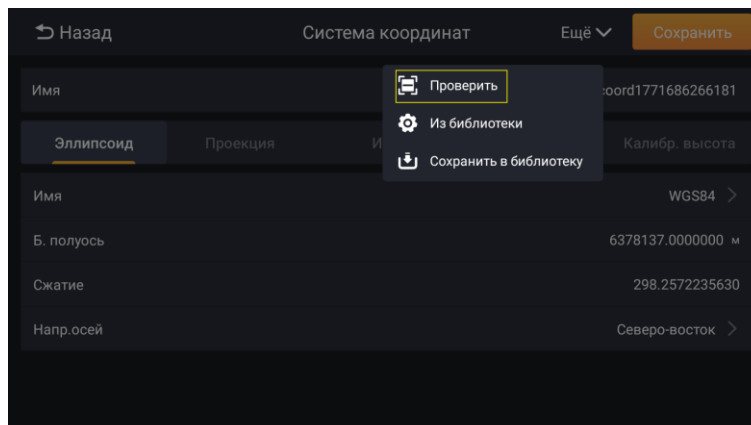 Назад
Система координат
Ещё
Сохранить
Имя
coord1771686266181
Проверить
Из библиотеки
Сохранить в библиотеку
Эллипсоид
Проекция
И
Калибр. высота
Имя
WGS84
Б. полуось
6378137.0000000 м
Сжатие
298.2572235630
Напр.осей
Северо-восток